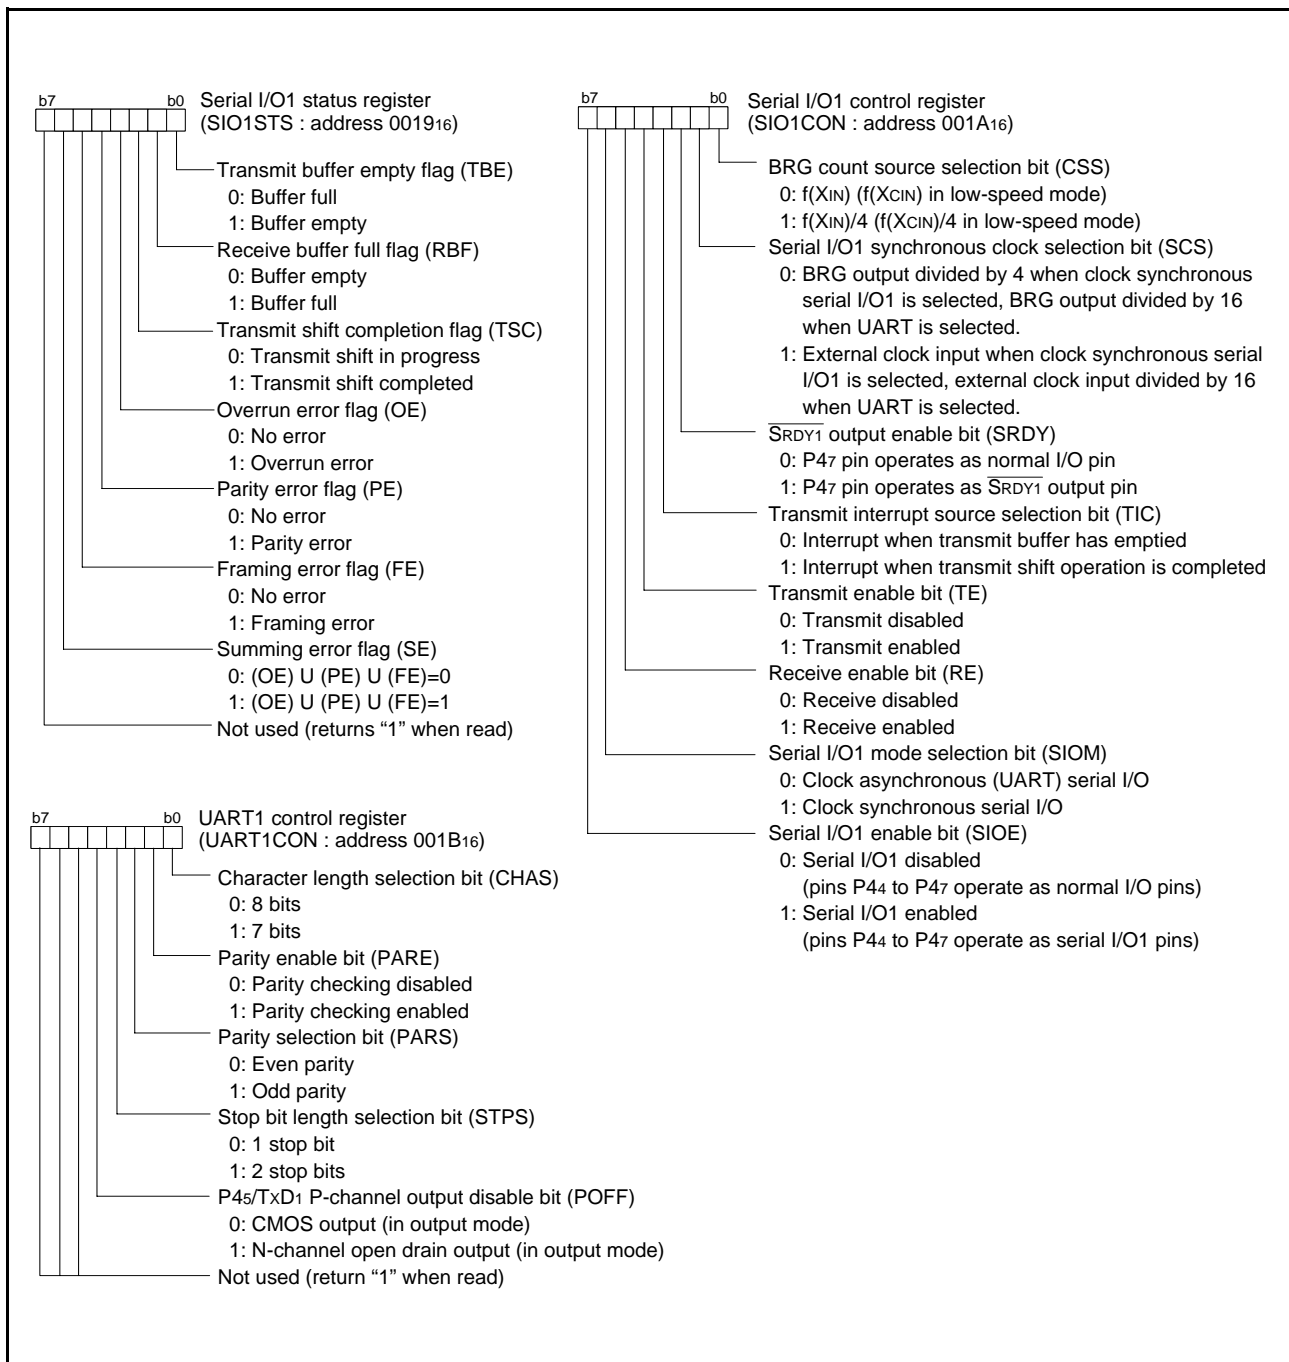 b7 b0 Serial I/O1 status register
(SIO1STS : address 001916)
Transmit buffer empty flag (TBE)
0: Buffer full
1: Buffer empty
Receive buffer full flag (RBF)
0: Buffer empty
1: Buffer full
Transmit shift completion flag (TSC)
0: Transmit shift in progress
1: Transmit shift completed
Overrun error flag (OE)
0: No error
1: Overrun error
Parity error flag (PE)
0: No error
1: Parity error
Framing error flag (FE)
0: No error
1: Framing error
Summing error flag (SE)
0: (OE) U (PE) U (FE)=0
1: (OE) U (PE) U (FE)=1
Not used (returns “1” when read)
b7 b0 UART1 control register
(UART1CON : address 001B16)
Character length selection bit (CHAS)
0: 8 bits
1: 7 bits
Parity enable bit (PARE)
0: Parity checking disabled
1: Parity checking enabled
Parity selection bit (PARS)
0: Even parity
1: Odd parity
Stop bit length selection bit (STPS)
0: 1 stop bit
1: 2 stop bits
P45/TXD1 P-channel output disable bit (POFF)
0: CMOS output (in output mode)
1: N-channel open drain output (in output mode)
Not used (return “1” when read)
b7 b0 Serial I/O1 control register
(SIO1CON : address 001A16)
BRG count source selection bit (CSS)
0: f(XIN) (f(XCIN) in low-speed mode)
1: f(XIN)/4 (f(XCIN)/4 in low-speed mode)
Serial I/O1 synchronous clock selection bit (SCS)
0: BRG output divided by 4 when clock synchronous
serial I/O1 is selected, BRG output divided by 16
when UART is selected.
1: External clock input when clock synchronous serial
I/O1 is selected, external clock input divided by 16
when UART is selected.
SRDY1 output enable bit (SRDY)
0: P47 pin operates as normal I/O pin
1: P47 pin operates as SRDY1 output pin
Transmit interrupt source selection bit (TIC)
0: Interrupt when transmit buffer has emptied
1: Interrupt when transmit shift operation is completed
Transmit enable bit (TE)
0: Transmit disabled
1: Transmit enabled
Receive enable bit (RE)
0: Receive disabled
1: Receive enabled
Serial I/O1 mode selection bit (SIOM)
0: Clock asynchronous (UART) serial I/O
1: Clock synchronous serial I/O
Serial I/O1 enable bit (SIOE)
0: Serial I/O1 disabled
(pins P44 to P47 operate as normal I/O pins)
1: Serial I/O1 enabled
(pins P44 to P47 operate as serial I/O1 pins)